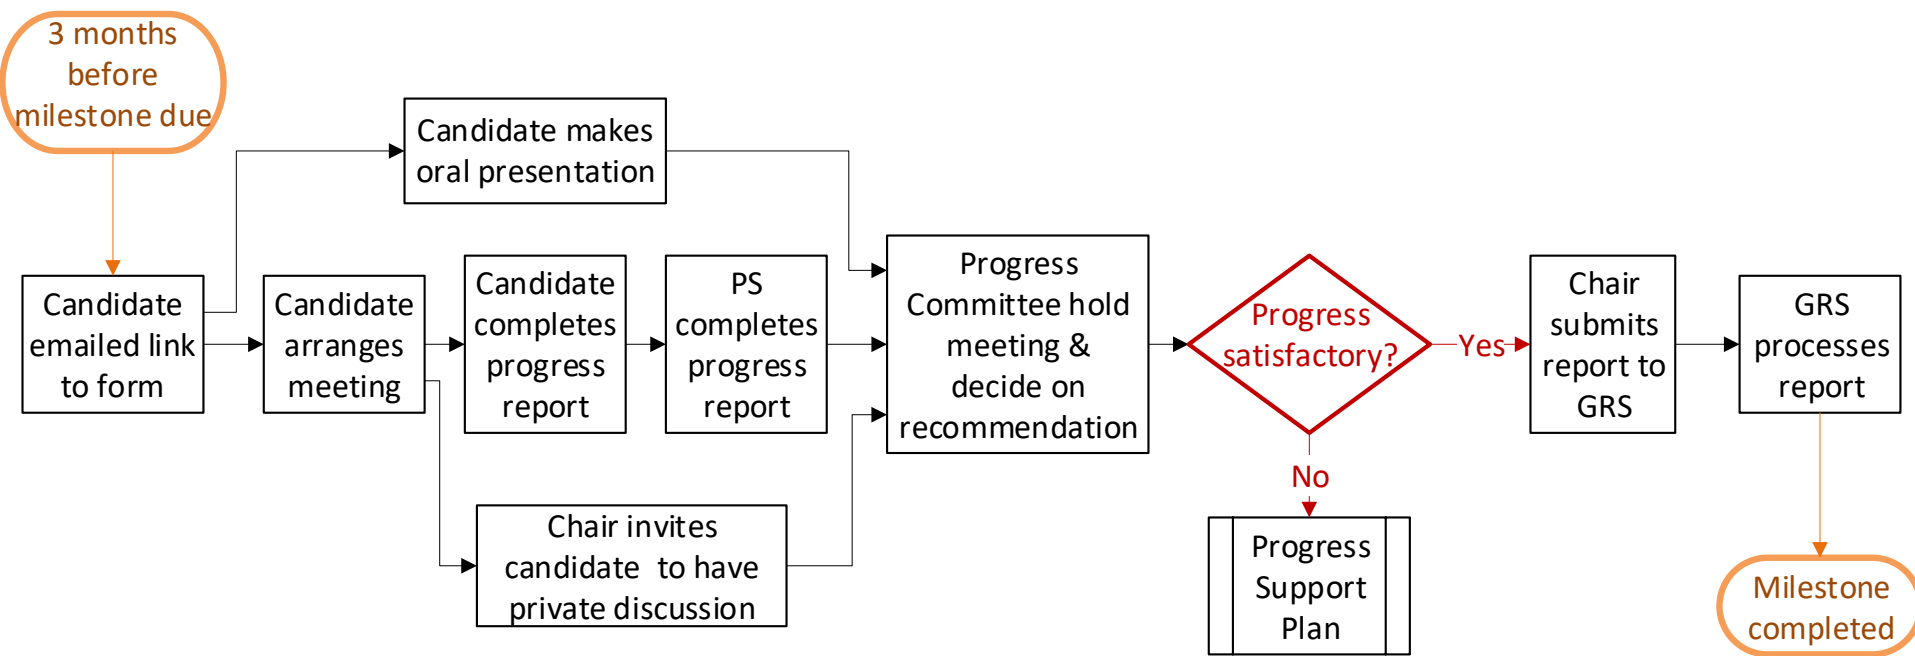 3 months
before
milestone due
Candidate makes
oral presentation
Candidate
emailed link
to form
Candidate
arranges
meeting
Candidate
completes
progress
report
PS
completes
progress
report
Chair invites
candidate  to have
private discussion
Progress
Committee hold
meeting &
decide on
recommendation
Progress
satisfactory?
Yes
No
Progress
Support
Plan
Chair
submits
report to
GRS
GRS
processes
report
Milestone
completed